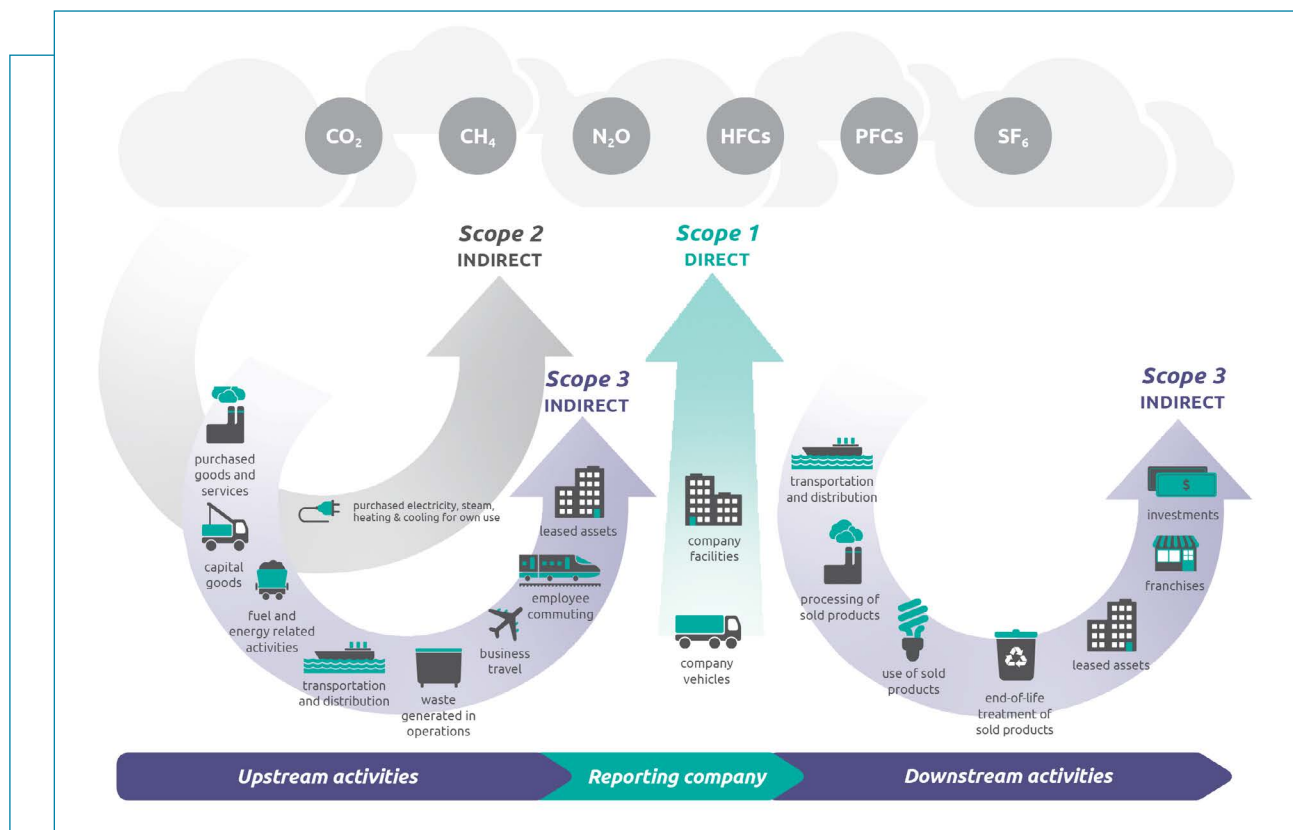 CO₂
CH₄
N₂O
HFCs
PFCs
SF₆
Scope 2
INDIRECT
Scope 1
DIRECT
Scope 3
INDIRECT
Scope 3
INDIRECT
purchased
goods and
services
capital
goods
fuel and
energy related
activities
transportation
and distribution
waste
generated in
operations
business
travel
employee
commuting
leased assets
purchased electricity, steam,
heating & cooling for own use
company
facilities
company
vehicles
transportation
and distribution
processing of
sold products
use of sold
products
end-of-life
treatment of
sold products
leased assets
franchises
$
investments
Upstream activities
Reporting company
Downstream activities